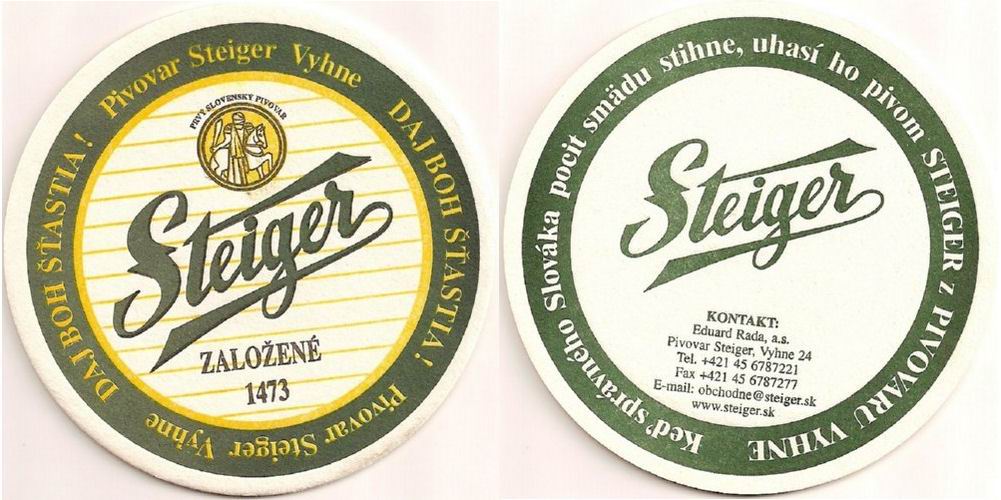 Pivovar Steiger Vyhne
DAJ BOH ŠŤASTIA!
Pivovar Steiger Vyhne
DAJ BOH ŠŤASTIA!
PRVÝ SLOVENSKÝ PIVOVAR
Steiger
ZALOŽENÉ
1473
Keď správneho Slováka pocit smädu stihne, uhasí ho pivom STEIGER z PIVOVARU VYHNE
Steiger
KONTAKT:
Eduard Rada, a.s.
Pivovar Steiger, Vyhne 24
Tel. +421 45 6787221
Fax +421 45 6787277
E-mail: obchodne@steiger.sk
www.steiger.sk